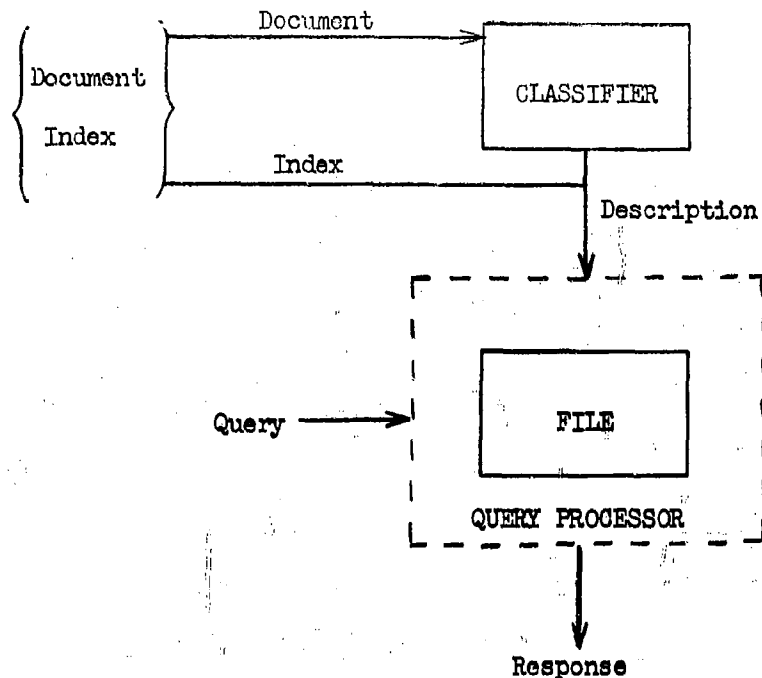 Document
Document
Index
CLASSIFIER
Index
Description
Query
FILE
QUERY PROCESSOR
Response